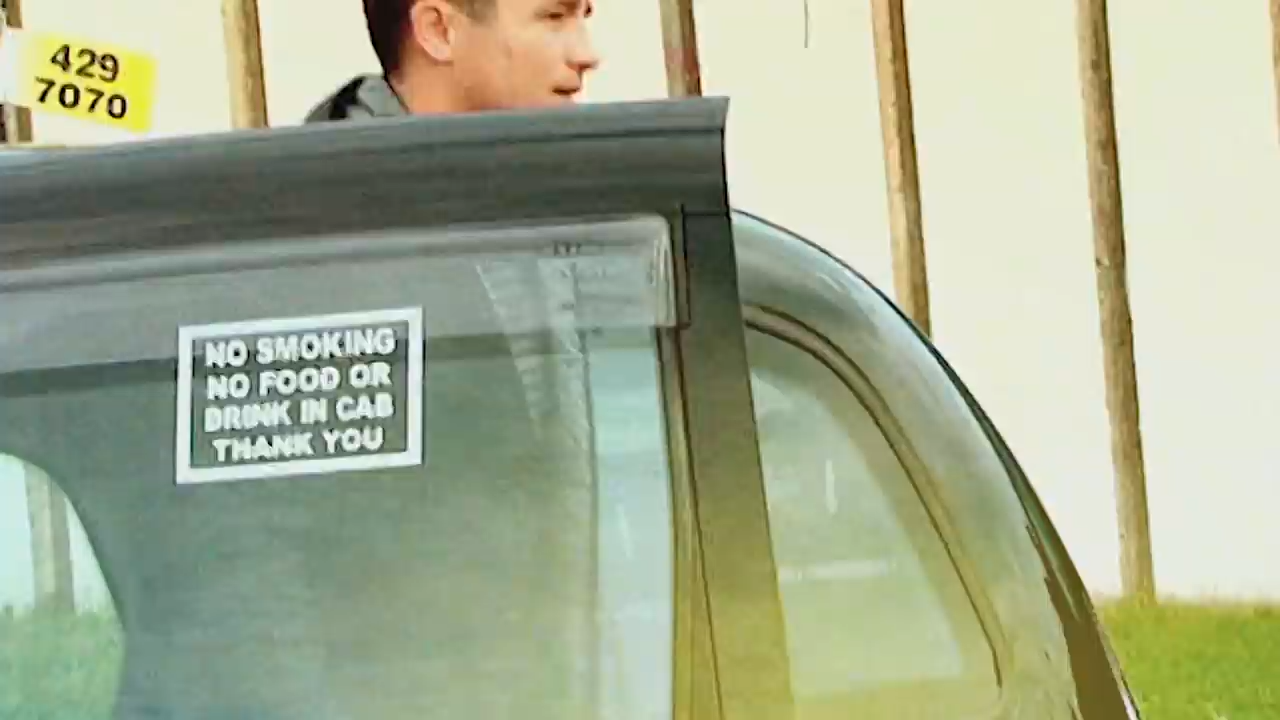 429
7070
NO SMOKING
NO FOOD OR
DRINK IN CAB
THANK YOU